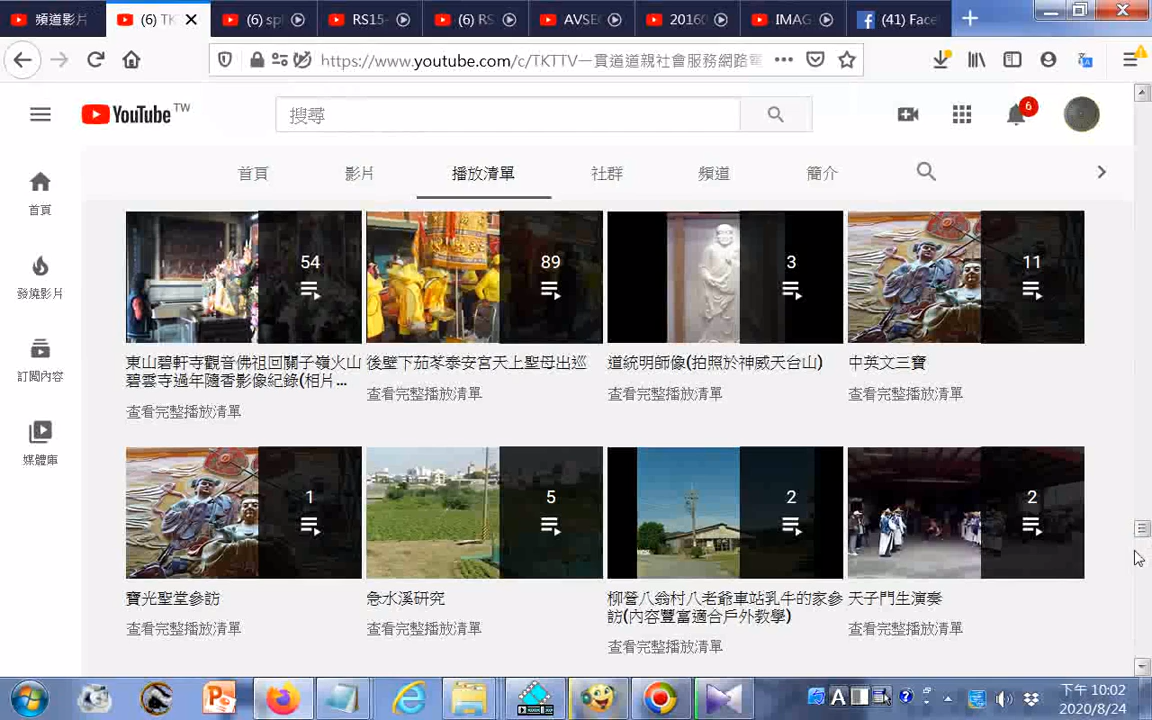 頻道影片
(6) TK
(6) sp
RS15-
(6) RS
AVSE
2016
IMAG
(41) Face
https://www.youtube.com/c/TKTTV一貫道道親社會服務網路電
YouTube TW
搜尋
6
首頁 影片 播放清單 社群 頻道 簡介
首頁
發燒影片
訂閱內容
媒體庫
54
89
3
11
東山碧軒寺觀音佛祖回關子嶺火山
碧雲寺過年隨香影像紀錄(相片...
查看完整播放清單
後壁下茄苳泰安宮天上聖母出巡
查看完整播放清單
道統明師像(拍照於神威天台山)
查看完整播放清單
中英文三寶
查看完整播放清單
1
5
2
2
寶光聖堂參訪
查看完整播放清單
急水溪研究
查看完整播放清單
柳營八翁村八老爺車站乳牛的家參
訪(內容豐富適合戶外教學)
查看完整播放清單
天子門生演奏
查看完整播放清單
A
下午 10:02
2020/8/24